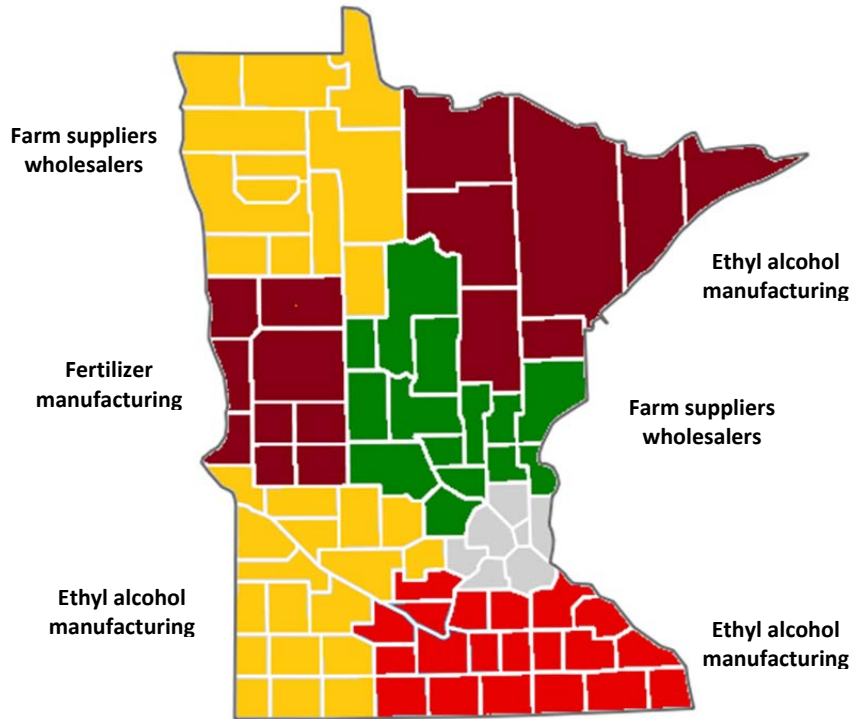 Farm suppliers
wholesalers
Ethyl alcohol
manufacturing
Fertilizer
manufacturing
Farm suppliers
wholesalers
Ethyl alcohol
manufacturing
Ethyl alcohol
manufacturing